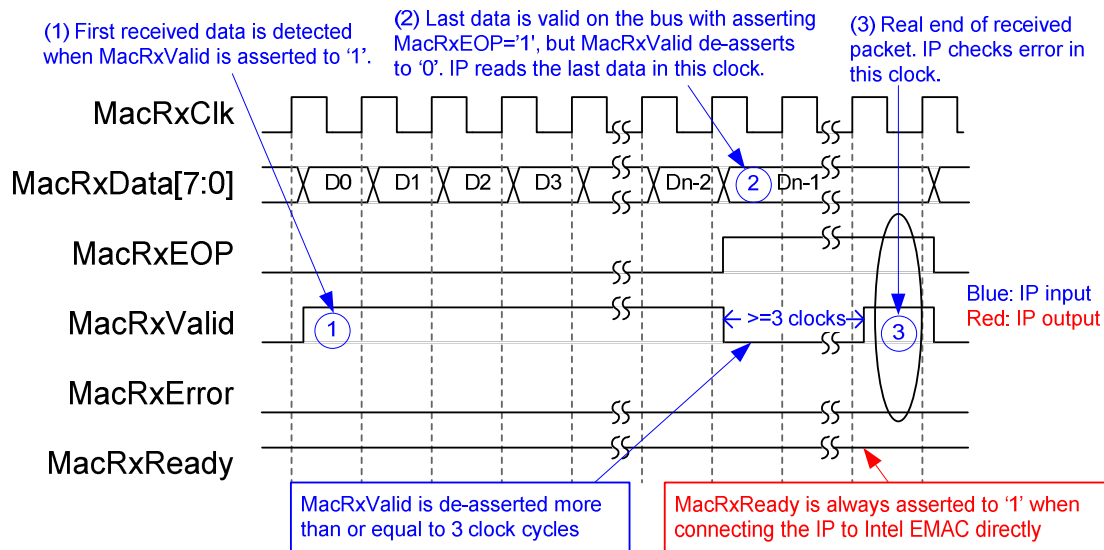 (1) First received data is detected
when MacRxValid is asserted to ‘1’.
(2) Last data is valid on the bus with asserting
MacRxEOP='1', but MacRxValid de-asserts
to ‘0’. IP reads the last data in this clock.
(3) Real end of received
packet. IP checks error in
this clock.
MacRxClk
MacRxData[7:0]
D0
D1
D2
D3
Dn-2
2
Dn-1
MacRxEOP
MacRxValid
1
>=3 clocks
3
Blue: IP input
Red: IP output
MacRxError
MacRxReady
MacRxValid is de-asserted more
than or equal to 3 clock cycles
MacRxReady is always asserted to ‘1’ when
connecting the IP to Intel EMAC directly